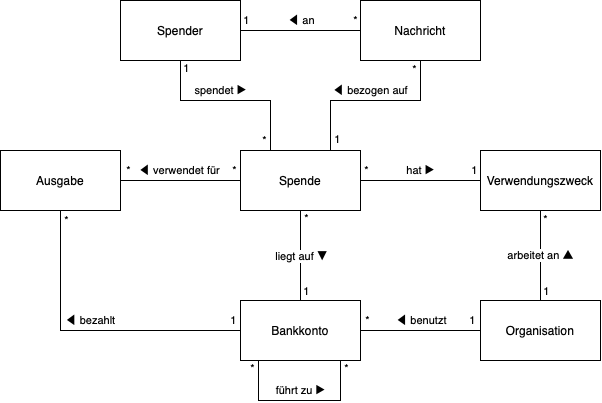 Spender
1
◀ an
*
Nachricht
1
spendet ▶
*
*
◀ bezogen auf
1
Ausgabe
*
◀ verwendet für
*
Spende
*
hat ▶
1
Verwendungszweck
*
*
liegt auf ▼
1
*
arbeitet an ▲
1
◀ bezahlt
1
Bankkonto
*
◀ benutzt
1
Organisation
*
führt zu ▶
*